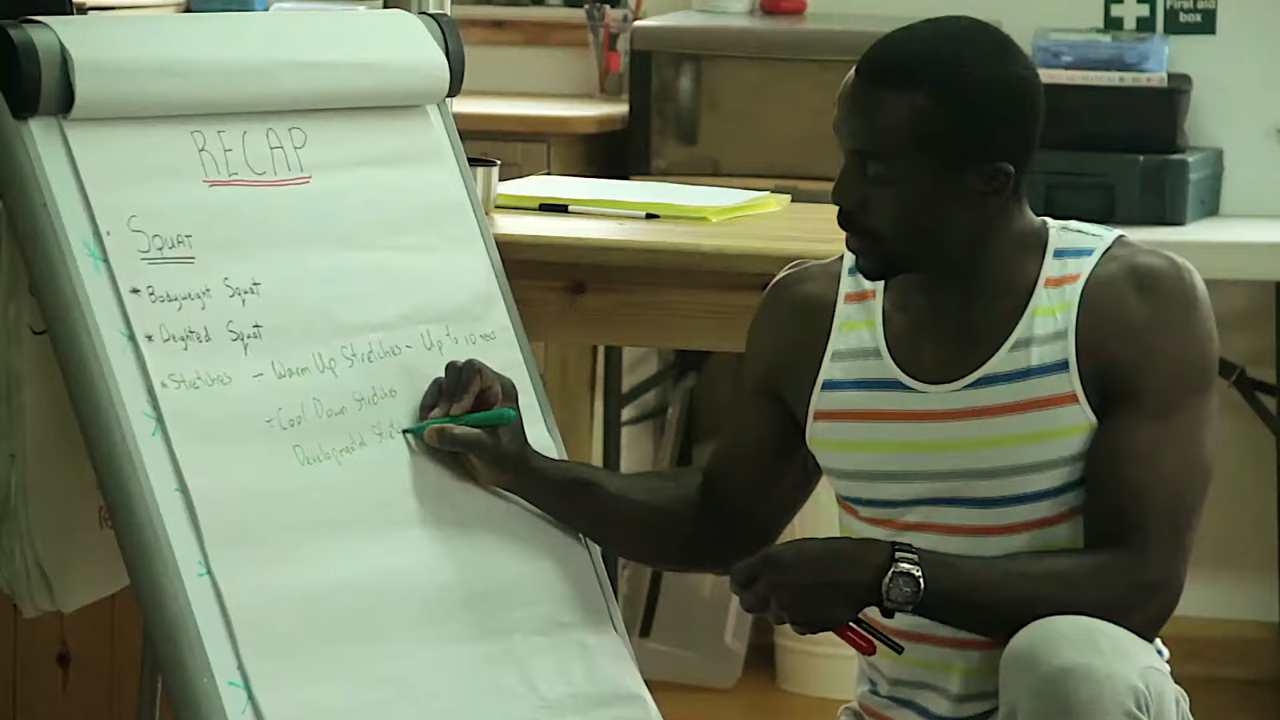 RECAP
SQUAT
* Bodyweight Squat
* Weighted Squat
* Stretches - Warm Up Stretches - Up to 10 secs
- Cool Down Stretches
Developmental
First aid
box